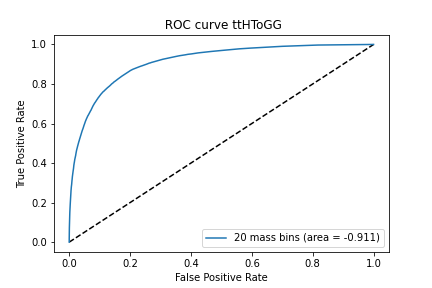 ROC curve ttHToGG
True Positive Rate
1.0
0.8
0.6
0.4
0.2
0.0
20 mass bins (area = -0.911)
0.0 0.2 0.4 0.6 0.8 1.0
False Positive Rate